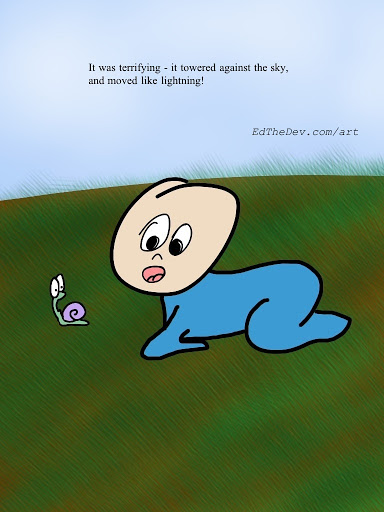 It was terrifying - it towered against the sky,
and moved like lightning!
EdTheDev.com/art